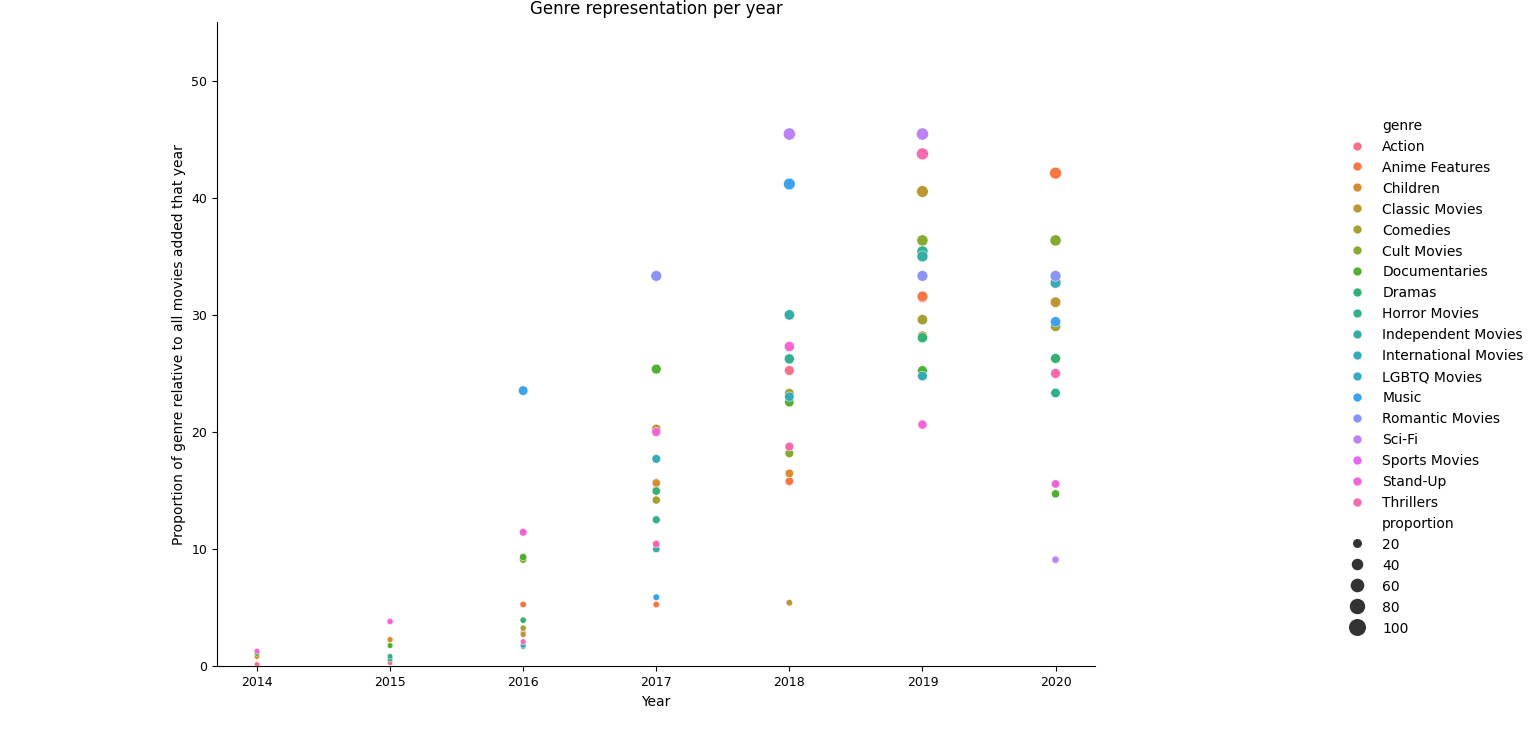 Genre representation per year
Proportion of genre relative to all movies added that year
50
40
30
20
10
0
2014
2015
2016
2017
2018
2019
2020
Year
genre
Action
Anime Features
Children
Classic Movies
Comedies
Cult Movies
Documentaries
Dramas
Horror Movies
Independent Movies
International Movies
LGBTQ Movies
Music
Romantic Movies
Sci-Fi
Sports Movies
Stand-Up
Thrillers
proportion
20
40
60
80
100